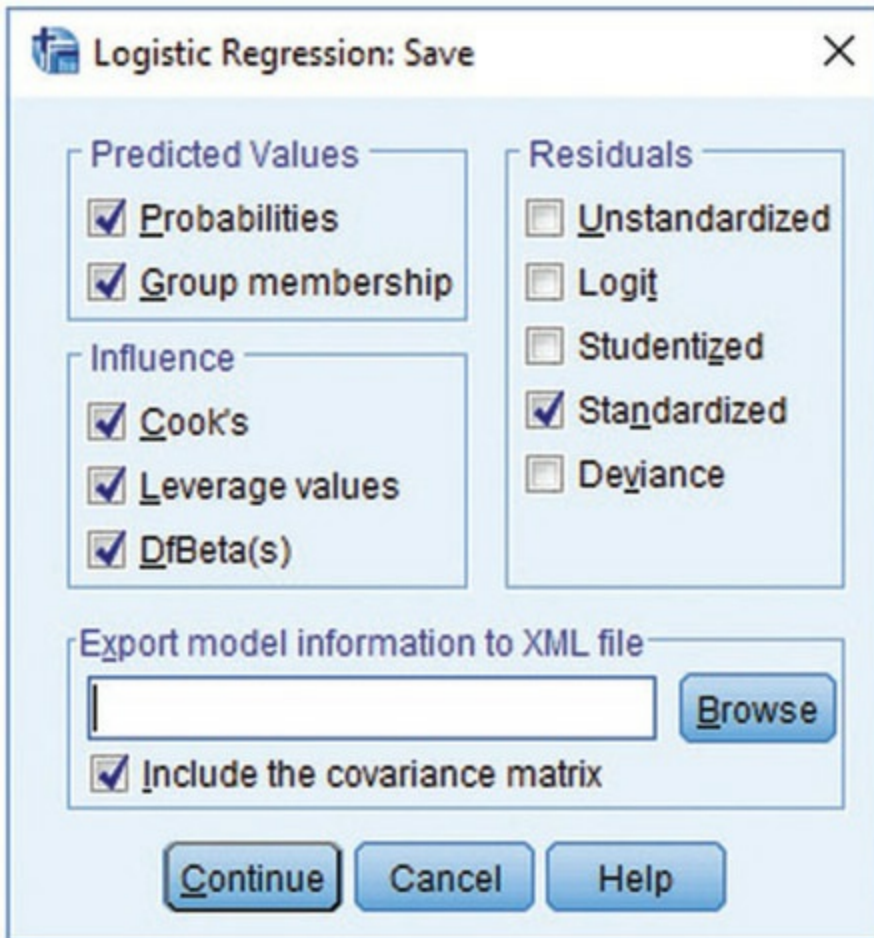 Logistic Regression: Save
Predicted Values
Probabilities
Group membership
Influence
Cook's
Leverage values
DfBeta(s)
Residuals
Unstandardized
Logit
Studentized
Standardized
Deviance
Export model information to XML file
Browse
Include the covariance matrix
Continue Cancel Help